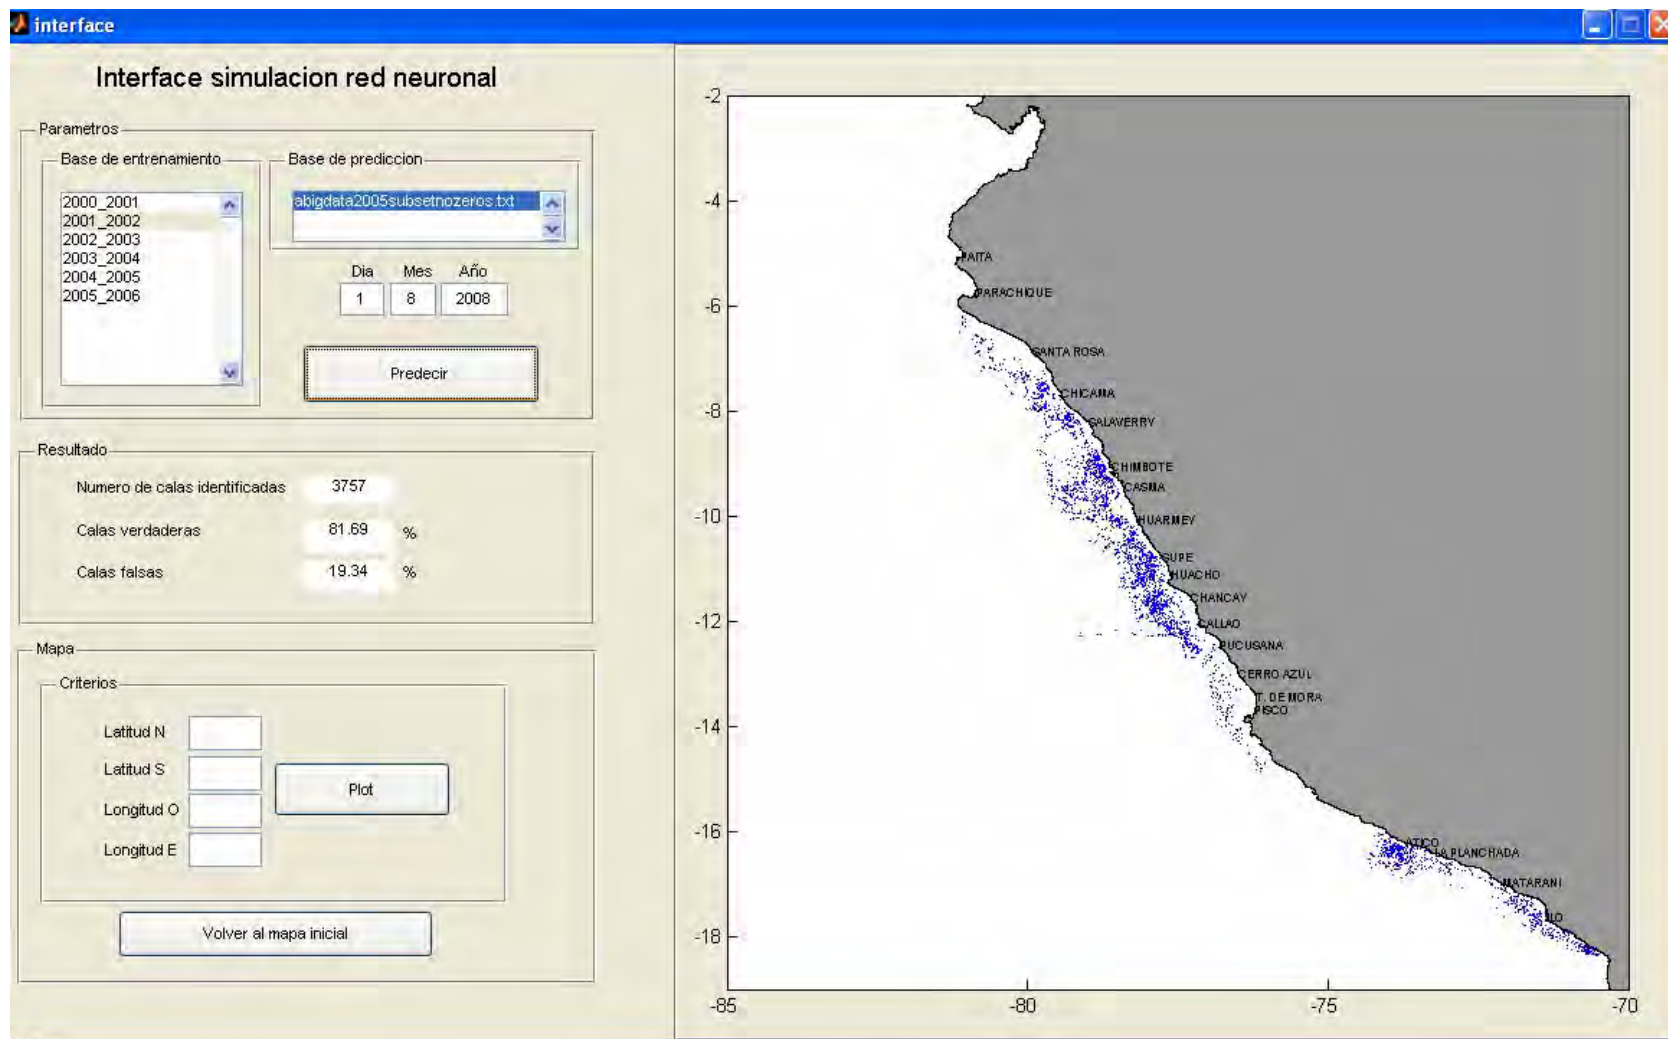 interface
Interface simulacion red neuronal
Parametros
Base de entrenamiento
2000_2001
2001_2002
2002_2003
2003_2004
2004_2005
2005_2006
Base de prediccion
abigdata2005subsetnozeros.txt
Dia Mes Año
1 8 2008
Predecir
Resultado
Numero de calas identificadas 3757
Calas verdaderas 81.69 %
Calas falsas 19.34 %
Mapa
Criterios
Latitud N
Latitud S
Longitud O
Longitud E
Plot
Volver al mapa inicial
-2
-4
-6
-8
-10
-12
-14
-16
-18
-85
-80
-75
-70
PAITA
PARACHIQUE
SANTA ROSA
CHICAMA
SALAVERRY
CHIMBOTE
CASMA
HUARMEY
SUPE
HUACHO
CHANCAY
CALLAO
PUCUSANA
CERRO AZUL
T. DE MORA
PISCO
ATICO
LA PLANCHADA
MATARANI
ILO